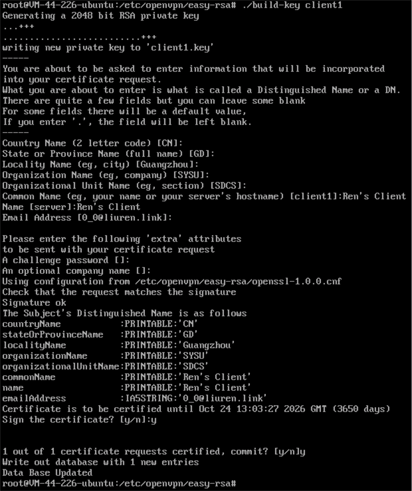 root@VM-44-226-ubuntu:/etc/openvpn/easy-rsa# ./build-key client1
Generating a 2048 bit RSA private key
...+++
............................+++
writing new private key to 'client1.key'
-----
You are about to be asked to enter information that will be incorporated
into your certificate request.
What you are about to enter is what is called a Distinguished Name or a DN.
There are quite a few fields but you can leave some blank
For some fields there will be a default value,
If you enter '.', the field will be left blank.
-----
Country Name (2 letter code) [CN]:
State or Province Name (full name) [GD]:
Locality Name (eg, city) [Guangzhou]:
Organization Name (eg, company) [SYSU]:
Organizational Unit Name (eg, section) [SDCS]:
Common Name (eg, your name or your server's hostname) [client1]:Ren's Client
Name [server]:Ren's Client
Email Address [0_0@liuren.link]:

Please enter the following 'extra' attributes
to be sent with your certificate request
A challenge password []:
An optional company name []:
Using configuration from /etc/openvpn/easy-rsa/openssl-1.0.0.cnf
Check that the request matches the signature
Signature ok
The Subject's Distinguished Name is as follows
countryName           :PRINTABLE:'CN'
stateOrProvinceName   :PRINTABLE:'GD'
localityName          :PRINTABLE:'Guangzhou'
organizationName      :PRINTABLE:'SYSU'
organizationalUnitName:PRINTABLE:'SDCS'
commonName            :PRINTABLE:'Ren's Client'
name                  :PRINTABLE:'Ren's Client'
emailAddress          :IA5STRING:'0_0@liuren.link'
Certificate is to be certified until Oct 24 13:03:27 2026 GMT (3650 days)
Sign the certificate? [y/n]:y

1 out of 1 certificate requests certified, commit? [y/n]y
Write out database with 1 new entries
Data Base Updated
root@VM-44-226-ubuntu:/etc/openvpn/easy-rsa#